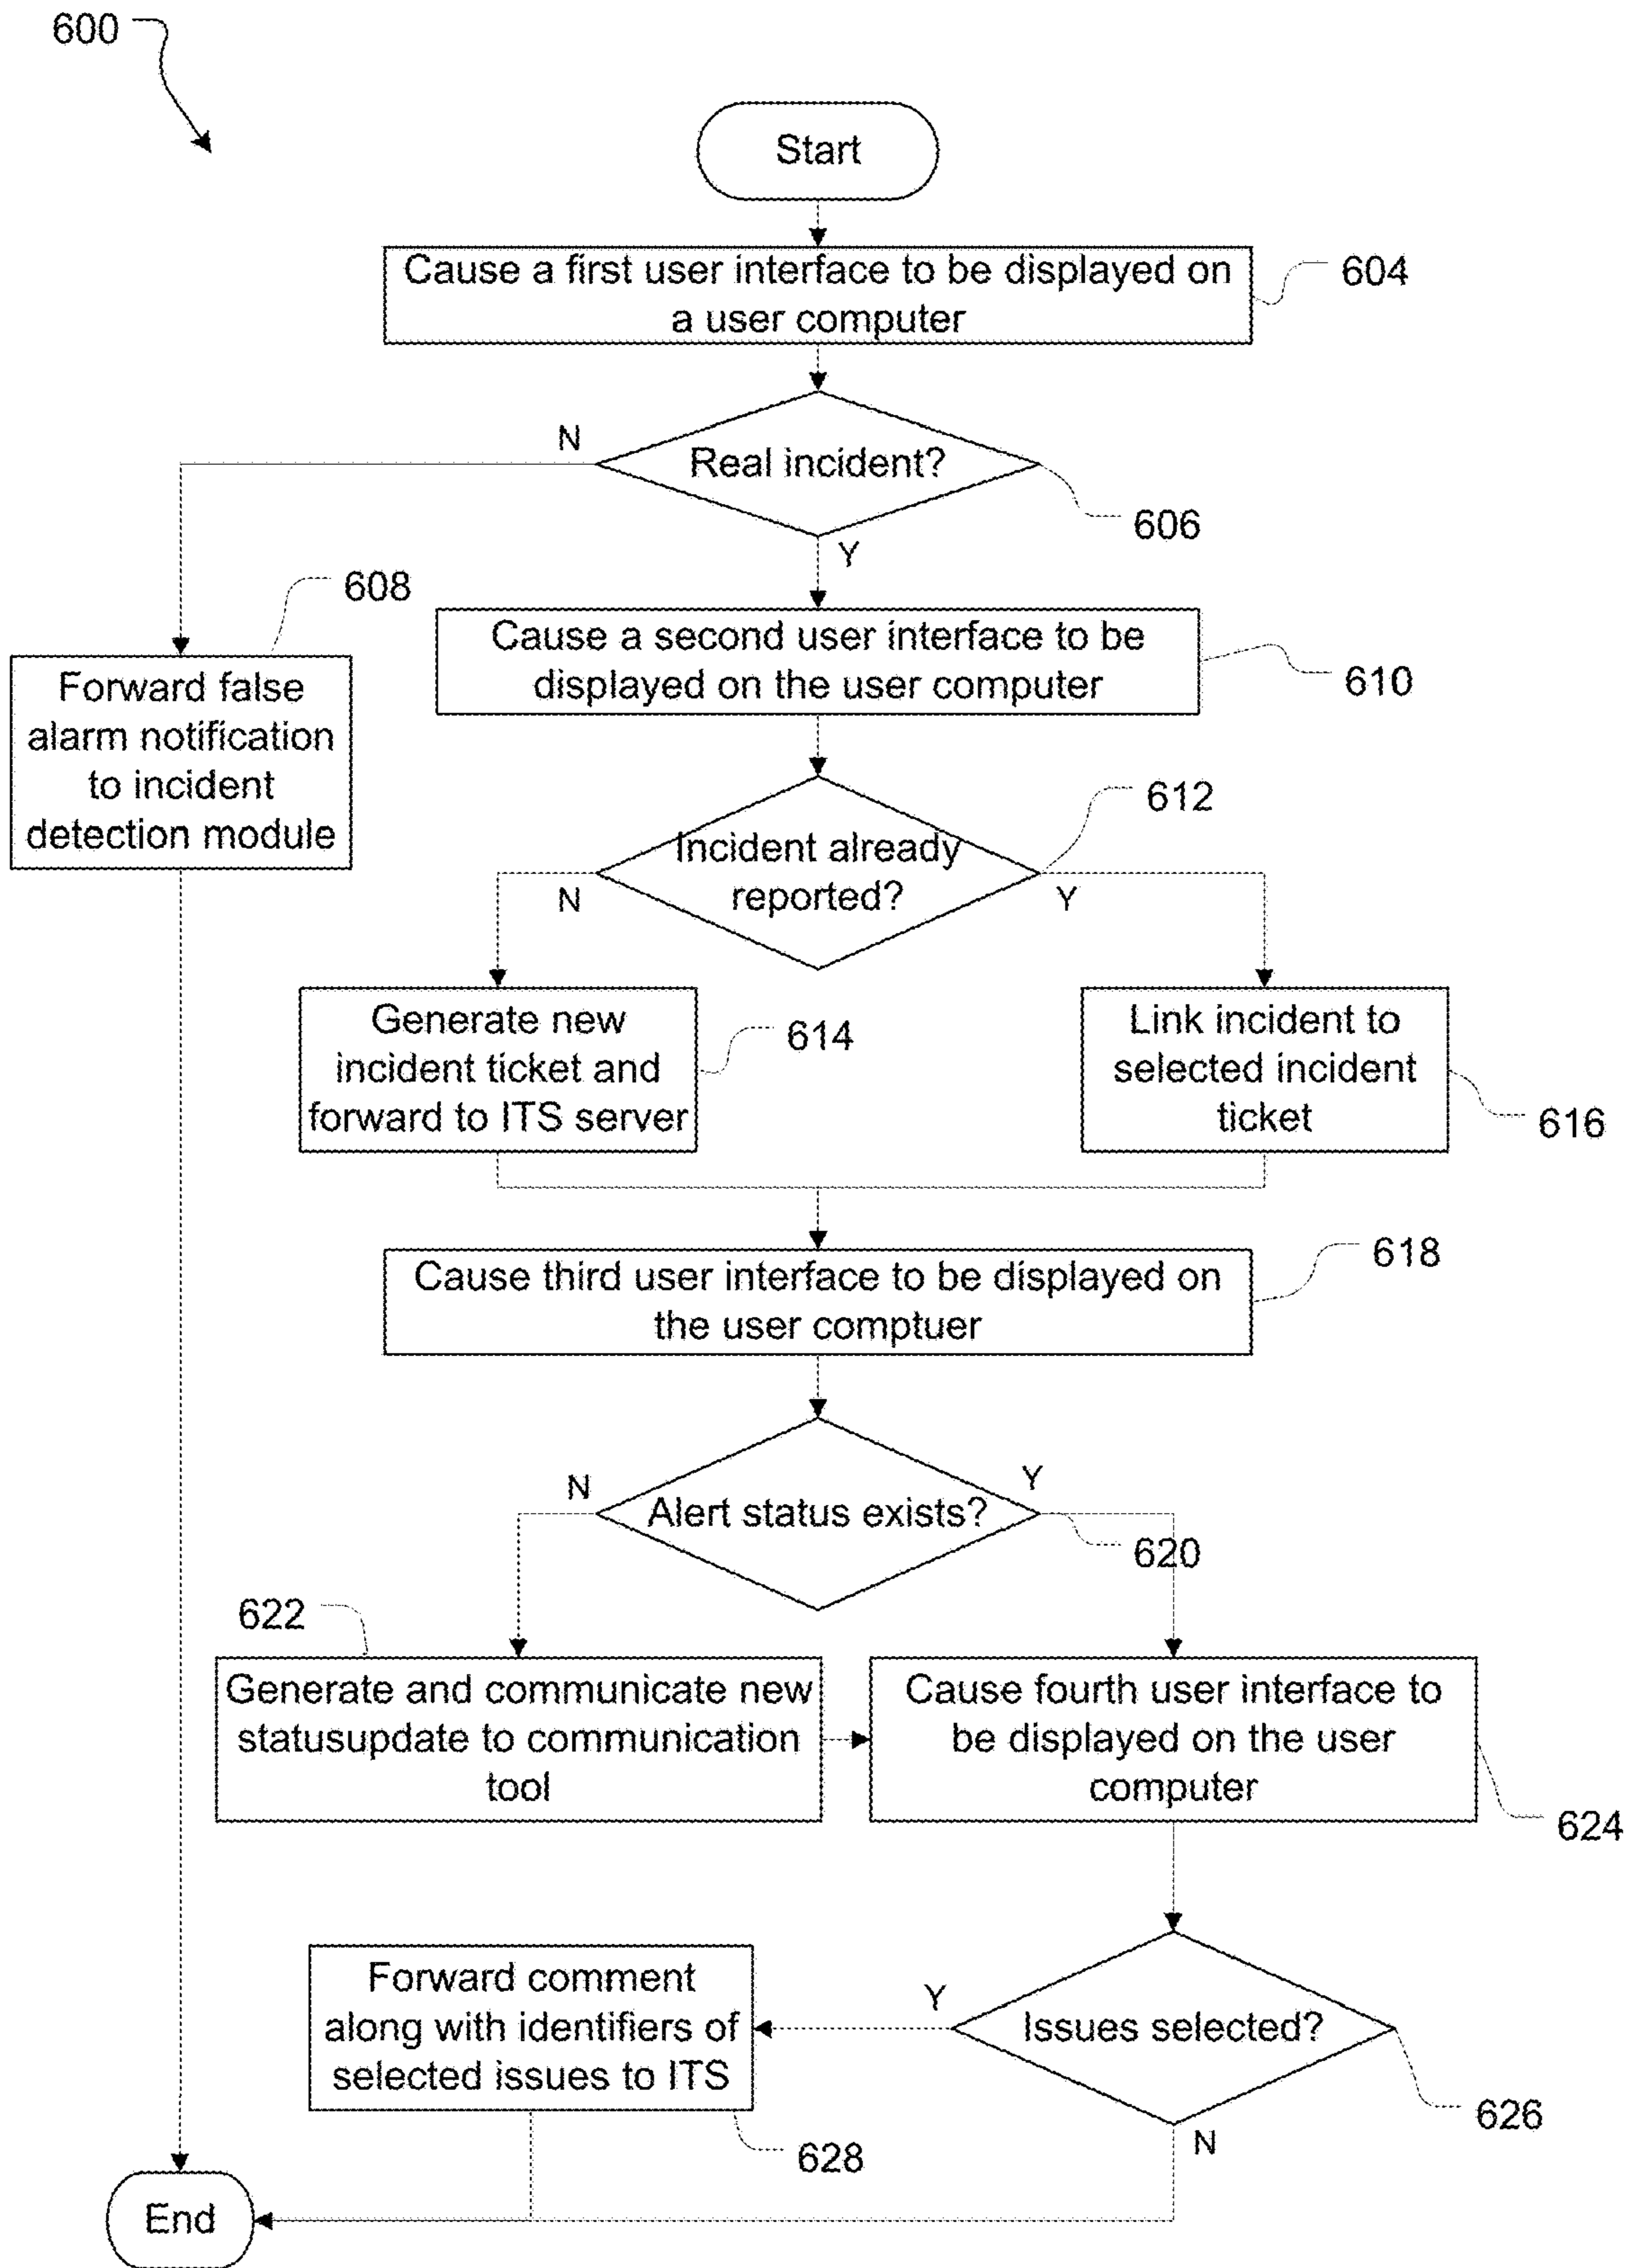 600
Start
Cause a first user interface to be displayed on
a user computer
604
N
Real incident?
606
Y
608
Cause a second user interface to be
displayed on the user computer
610
Forward false
alarm notification
to incident
detection module
612
Incident already
reported?
N
Y
Generate new
incident ticket and
forward to ITS server
614
Link incident to
selected incident
ticket
616
618
Cause third user interface to be displayed on
the user comptuer
N
Y
Alert status exists?
620
622
Generate and communicate new
statusupdate to communication
tool
Cause fourth user interface to
be displayed on the user
computer
624
Forward comment
along with identifiers of
selected issues to ITS
Y
Issues selected?
626
628
N
End